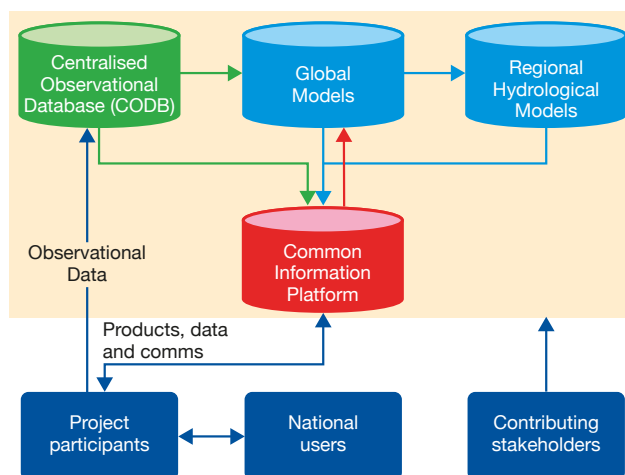 Centralised
Observational
Database (CODB)
Global
Models
Regional
Hydrological
Models
Common
Information
Platform
Observational
Data
Products, data
and comms
Project
participants
National
users
Contributing
stakeholders